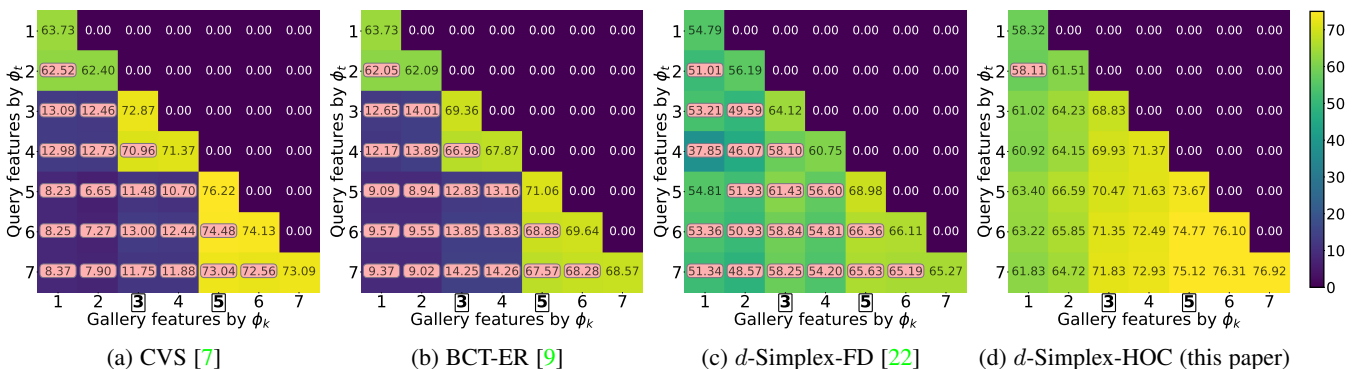 Query features by ϕt
1 63.73 0.00 0.00 0.00 0.00 0.00 0.00
2 62.52 62.40 0.00 0.00 0.00 0.00 0.00
3 13.09 12.46 72.87 0.00 0.00 0.00 0.00
4 12.98 12.73 70.96 71.37 0.00 0.00 0.00
5 8.23 6.65 11.48 10.70 76.22 0.00 0.00
6 8.25 7.27 13.00 12.44 74.48 74.13 0.00
7 8.37 7.90 11.75 11.88 73.04 72.56 73.09
1 2 3 4 5 6 7
Gallery features by ϕk
(a) CVS [7]
Query features by ϕt
1 63.73 0.00 0.00 0.00 0.00 0.00 0.00
2 62.05 62.09 0.00 0.00 0.00 0.00 0.00
3 12.65 14.01 69.36 0.00 0.00 0.00 0.00
4 12.17 13.89 66.98 67.87 0.00 0.00 0.00
5 9.09 8.94 12.83 13.16 71.06 0.00 0.00
6 9.57 9.55 13.85 13.83 68.88 69.64 0.00
7 9.37 9.02 14.25 14.26 67.57 68.28 68.57
1 2 3 4 5 6 7
Gallery features by ϕk
(b) BCT-ER [9]
Query features by ϕt
1 54.79 0.00 0.00 0.00 0.00 0.00 0.00
2 51.01 56.19 0.00 0.00 0.00 0.00 0.00
3 53.21 49.59 64.12 0.00 0.00 0.00 0.00
4 37.85 46.07 58.10 60.75 0.00 0.00 0.00
5 54.81 51.93 61.43 56.60 68.98 0.00 0.00
6 53.36 50.93 58.84 54.81 66.36 66.11 0.00
7 51.34 48.57 58.25 54.20 65.63 65.19 65.27
1 2 3 4 5 6 7
Gallery features by ϕk
(c) d-Simplex-FD [22]
Query features by ϕt
1 58.32 0.00 0.00 0.00 0.00 0.00 0.00
2 58.11 61.51 0.00 0.00 0.00 0.00 0.00
3 61.02 64.23 68.83 0.00 0.00 0.00 0.00
4 60.92 64.15 69.93 71.37 0.00 0.00 0.00
5 63.40 66.59 70.47 71.63 73.67 0.00 0.00
6 63.22 65.85 71.35 72.49 74.77 76.10 0.00
7 61.83 64.72 71.83 72.93 75.12 76.31 76.92
1 2 3 4 5 6 7
Gallery features by ϕk
(d) d-Simplex-HOC (this paper)
70
60
50
40
30
20
10
0